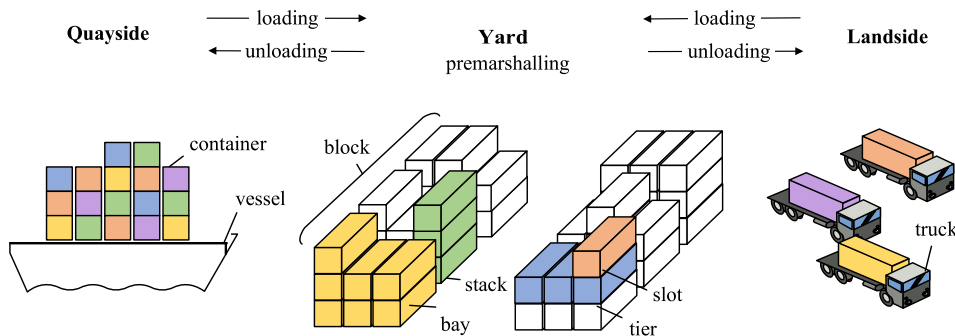 Quayside
loading
unloading
Yard
premarshalling
loading
unloading
Landside
container
vessel
block
stack
bay
slot
tier
truck